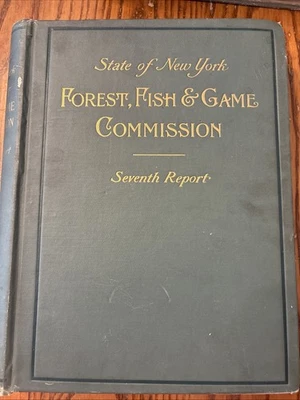 State of New York
FOREST, FISH & GAME
COMMISSION
Seventh Report